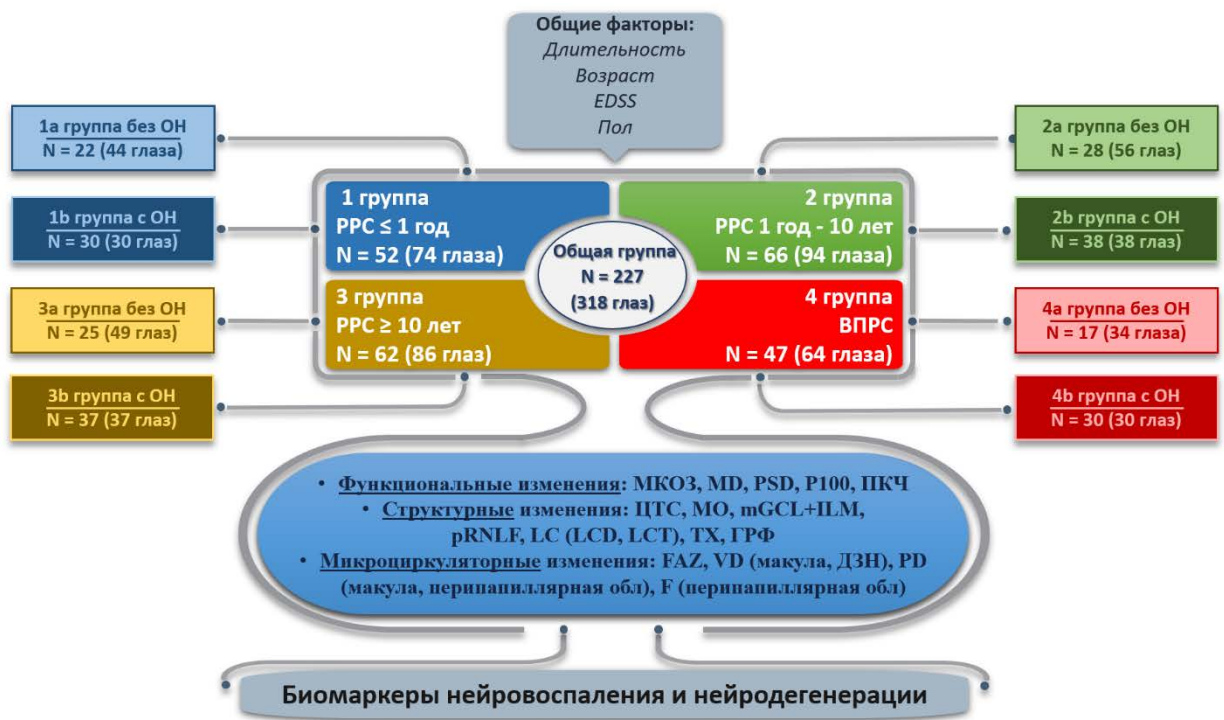 Общие факторы:
Длительность
Возраст
EDSS
Пол
1a группа без ОН
N = 22 (44 глаза)
1b группа с ОН
N = 30 (30 глаз)
3a группа без ОН
N = 25 (49 глаз)
3b группа с ОН
N = 37 (37 глаз)
1 группа
РРС ≤ 1 год
N = 52 (74 глаза)
2 группа
РРС 1 год - 10 лет
N = 66 (94 глаза)
Общая группа
N = 227
(318 глаз)
3 группа
РРС ≥ 10 лет
N = 62 (86 глаз)
4 группа
ВПРС
N = 47 (64 глаза)
2a группа без ОН
N = 28 (56 глаз)
2b группа с ОН
N = 38 (38 глаз)
4a группа без ОН
N = 17 (34 глаза)
4b группа с ОН
N = 30 (30 глаз)
• Функциональные изменения: МКОЗ, MD, PSD, P100, ПКЧ
• Структурные изменения: ЦТС, МО, mGCL+ILM,
pRNLF, LC (LCD, LCT), ТХ, ГРФ
• Микроциркуляторные изменения: FAZ, VD (макула, ДЗН), PD
(макула, перипапиллярная обл), F (перипапиллярная обл)
Биомаркеры нейровоспаления и нейродегенерации